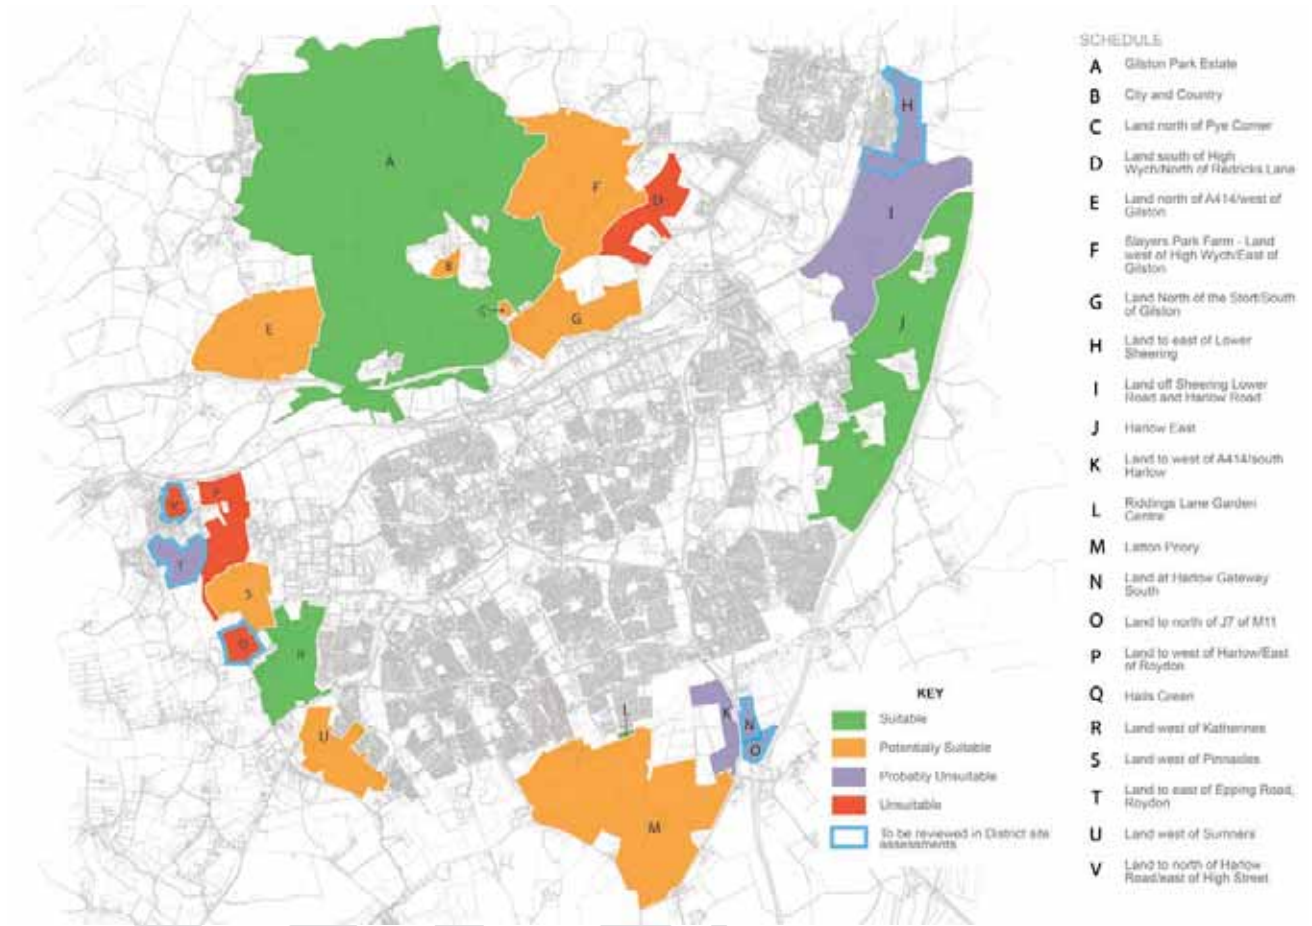 SCHEDULE
A Gilston Park Estate
B City and Country
C Land north of Pye Corner
D Land south of High
Wych/North of Redricks Lane
E Land north of A414/west of
Gilston
F Slayers Park Farm - Land
west of High Wych/East of
Gilston
G Land North of the Stort/South
of Gilston
H Land to east of Lower
Sheering
I Land off Sheering Lower
Road and Harlow Road
J Harlow East
K Land to west of A414/south
Harlow
L Riddings Lane Garden
Centre
M Latton Priory
N Land at Harlow Gateway
South
O Land to north of J7 of M11
P Land to west of Harlow/East
of Roydon
Q Halls Green
R Land west of Katherines
S Land west of Pinnacles
T Land to east of Epping Road,
Roydon
U Land west of Sumners
V Land to north of Harlow
Road/east of High Street
KEY
Suitable
Potentially Suitable
Probably Unsuitable
Unsuitable
To be reviewed in District site
assessments
A
B
C
D
E
F
G
H
I
J
K
L
M
N
O
P
Q
R
S
T
U
V